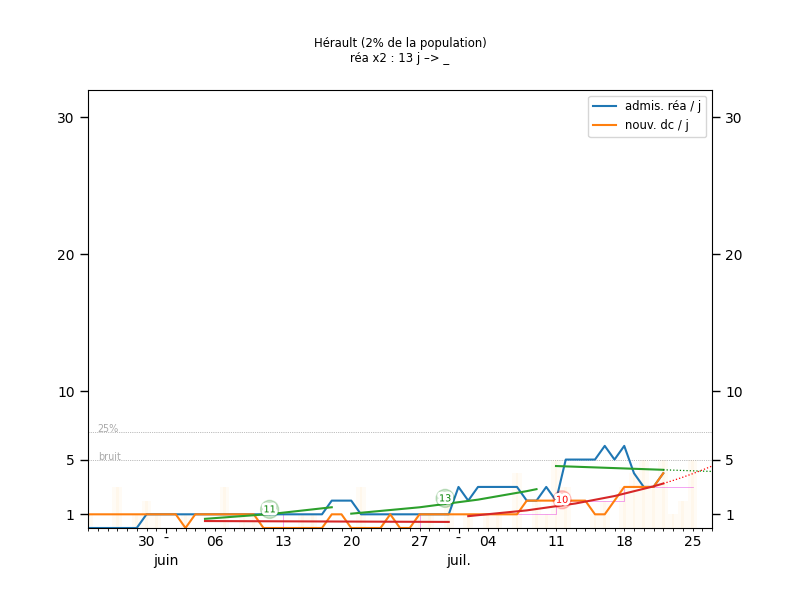 Hérault (2% de la population)
réa x2 : 13 j –> _
admis. réa / j
nouv. dc / j
30 30
20 20
10 10
25%
bruit
5 5
1 1
11
13
10
30 06 13 20 27 04 11 18 25
juin juil.